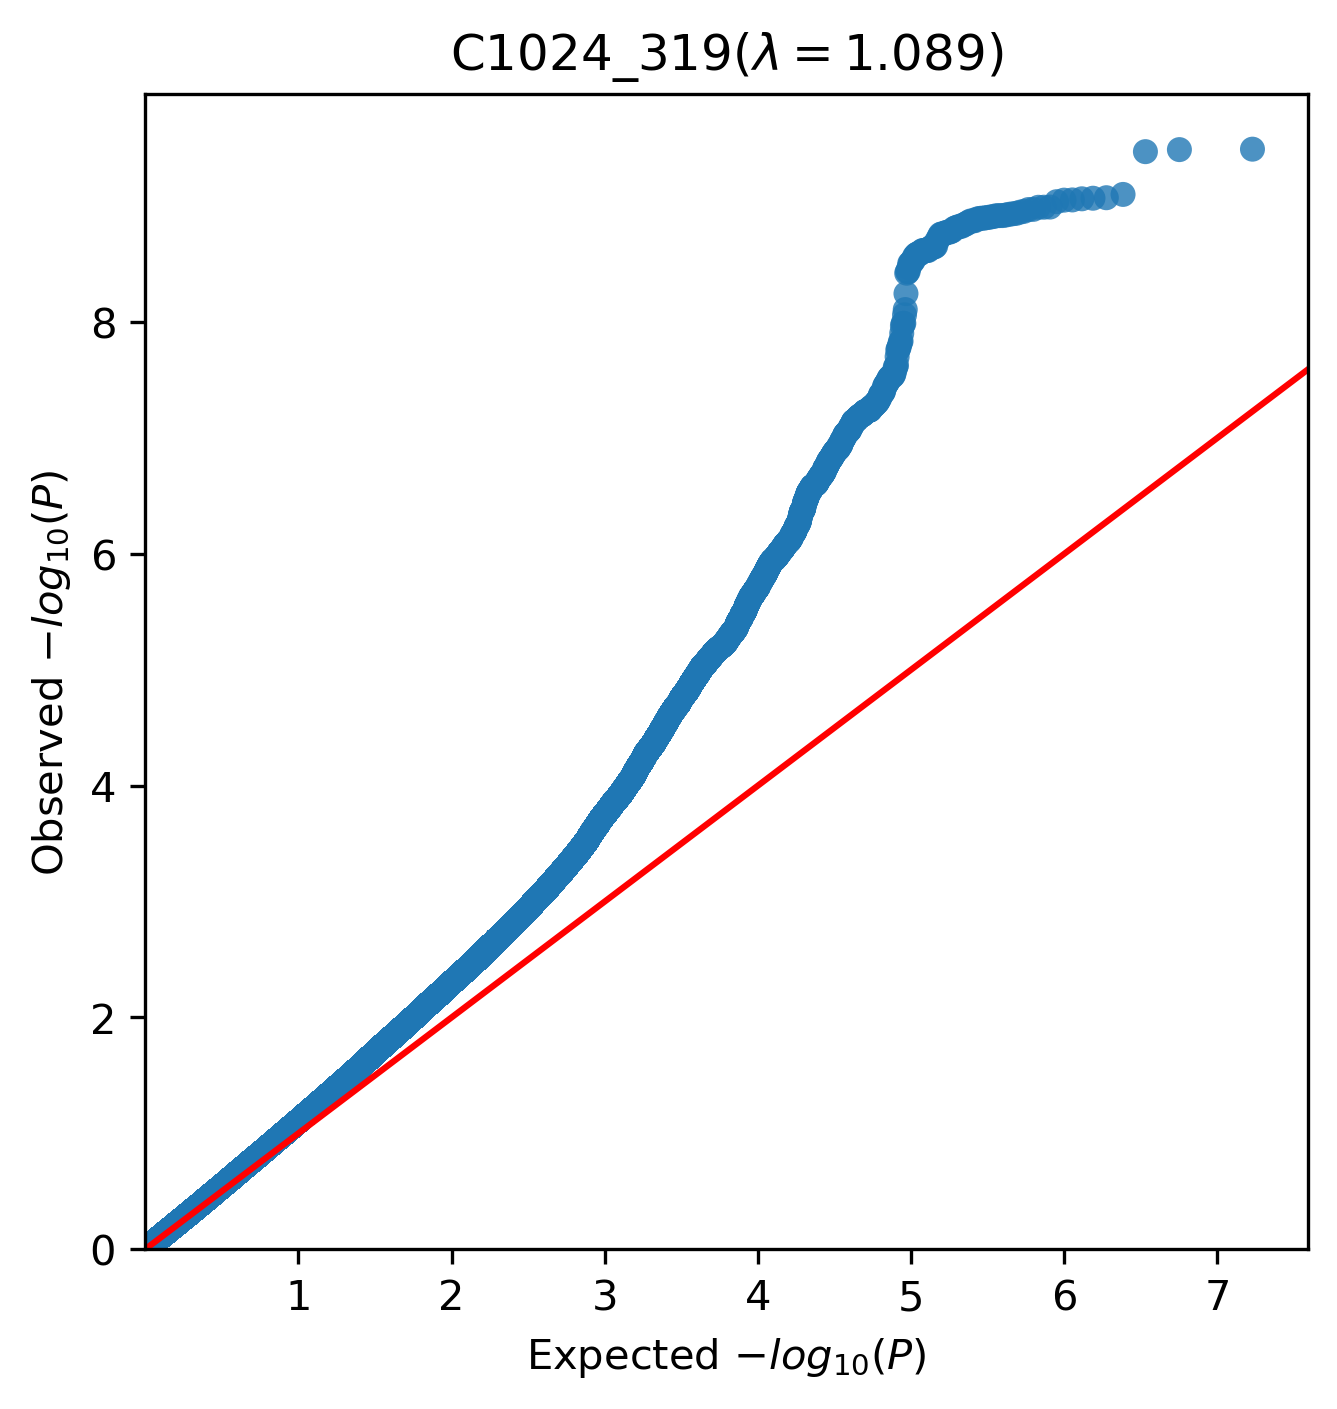 C1024_319(λ = 1.089)
Observed −log₁₀(P)
8
6
4
2
0
1 2 3 4 5 6 7
Expected −log₁₀(P)